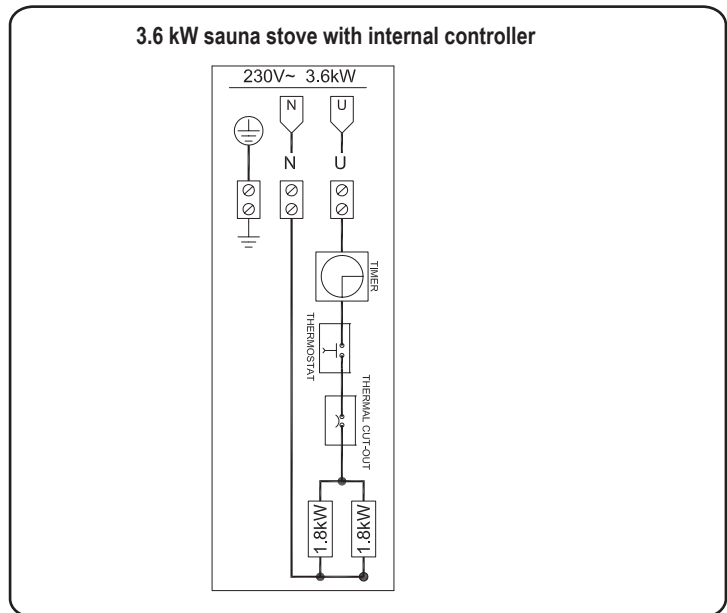 3.6 kW sauna stove with internal controller
230V~ 3.6kW
N U
N U
TIMER
THERMOSTAT
THERMAL CUT-OUT
1.8kW 1.8kW